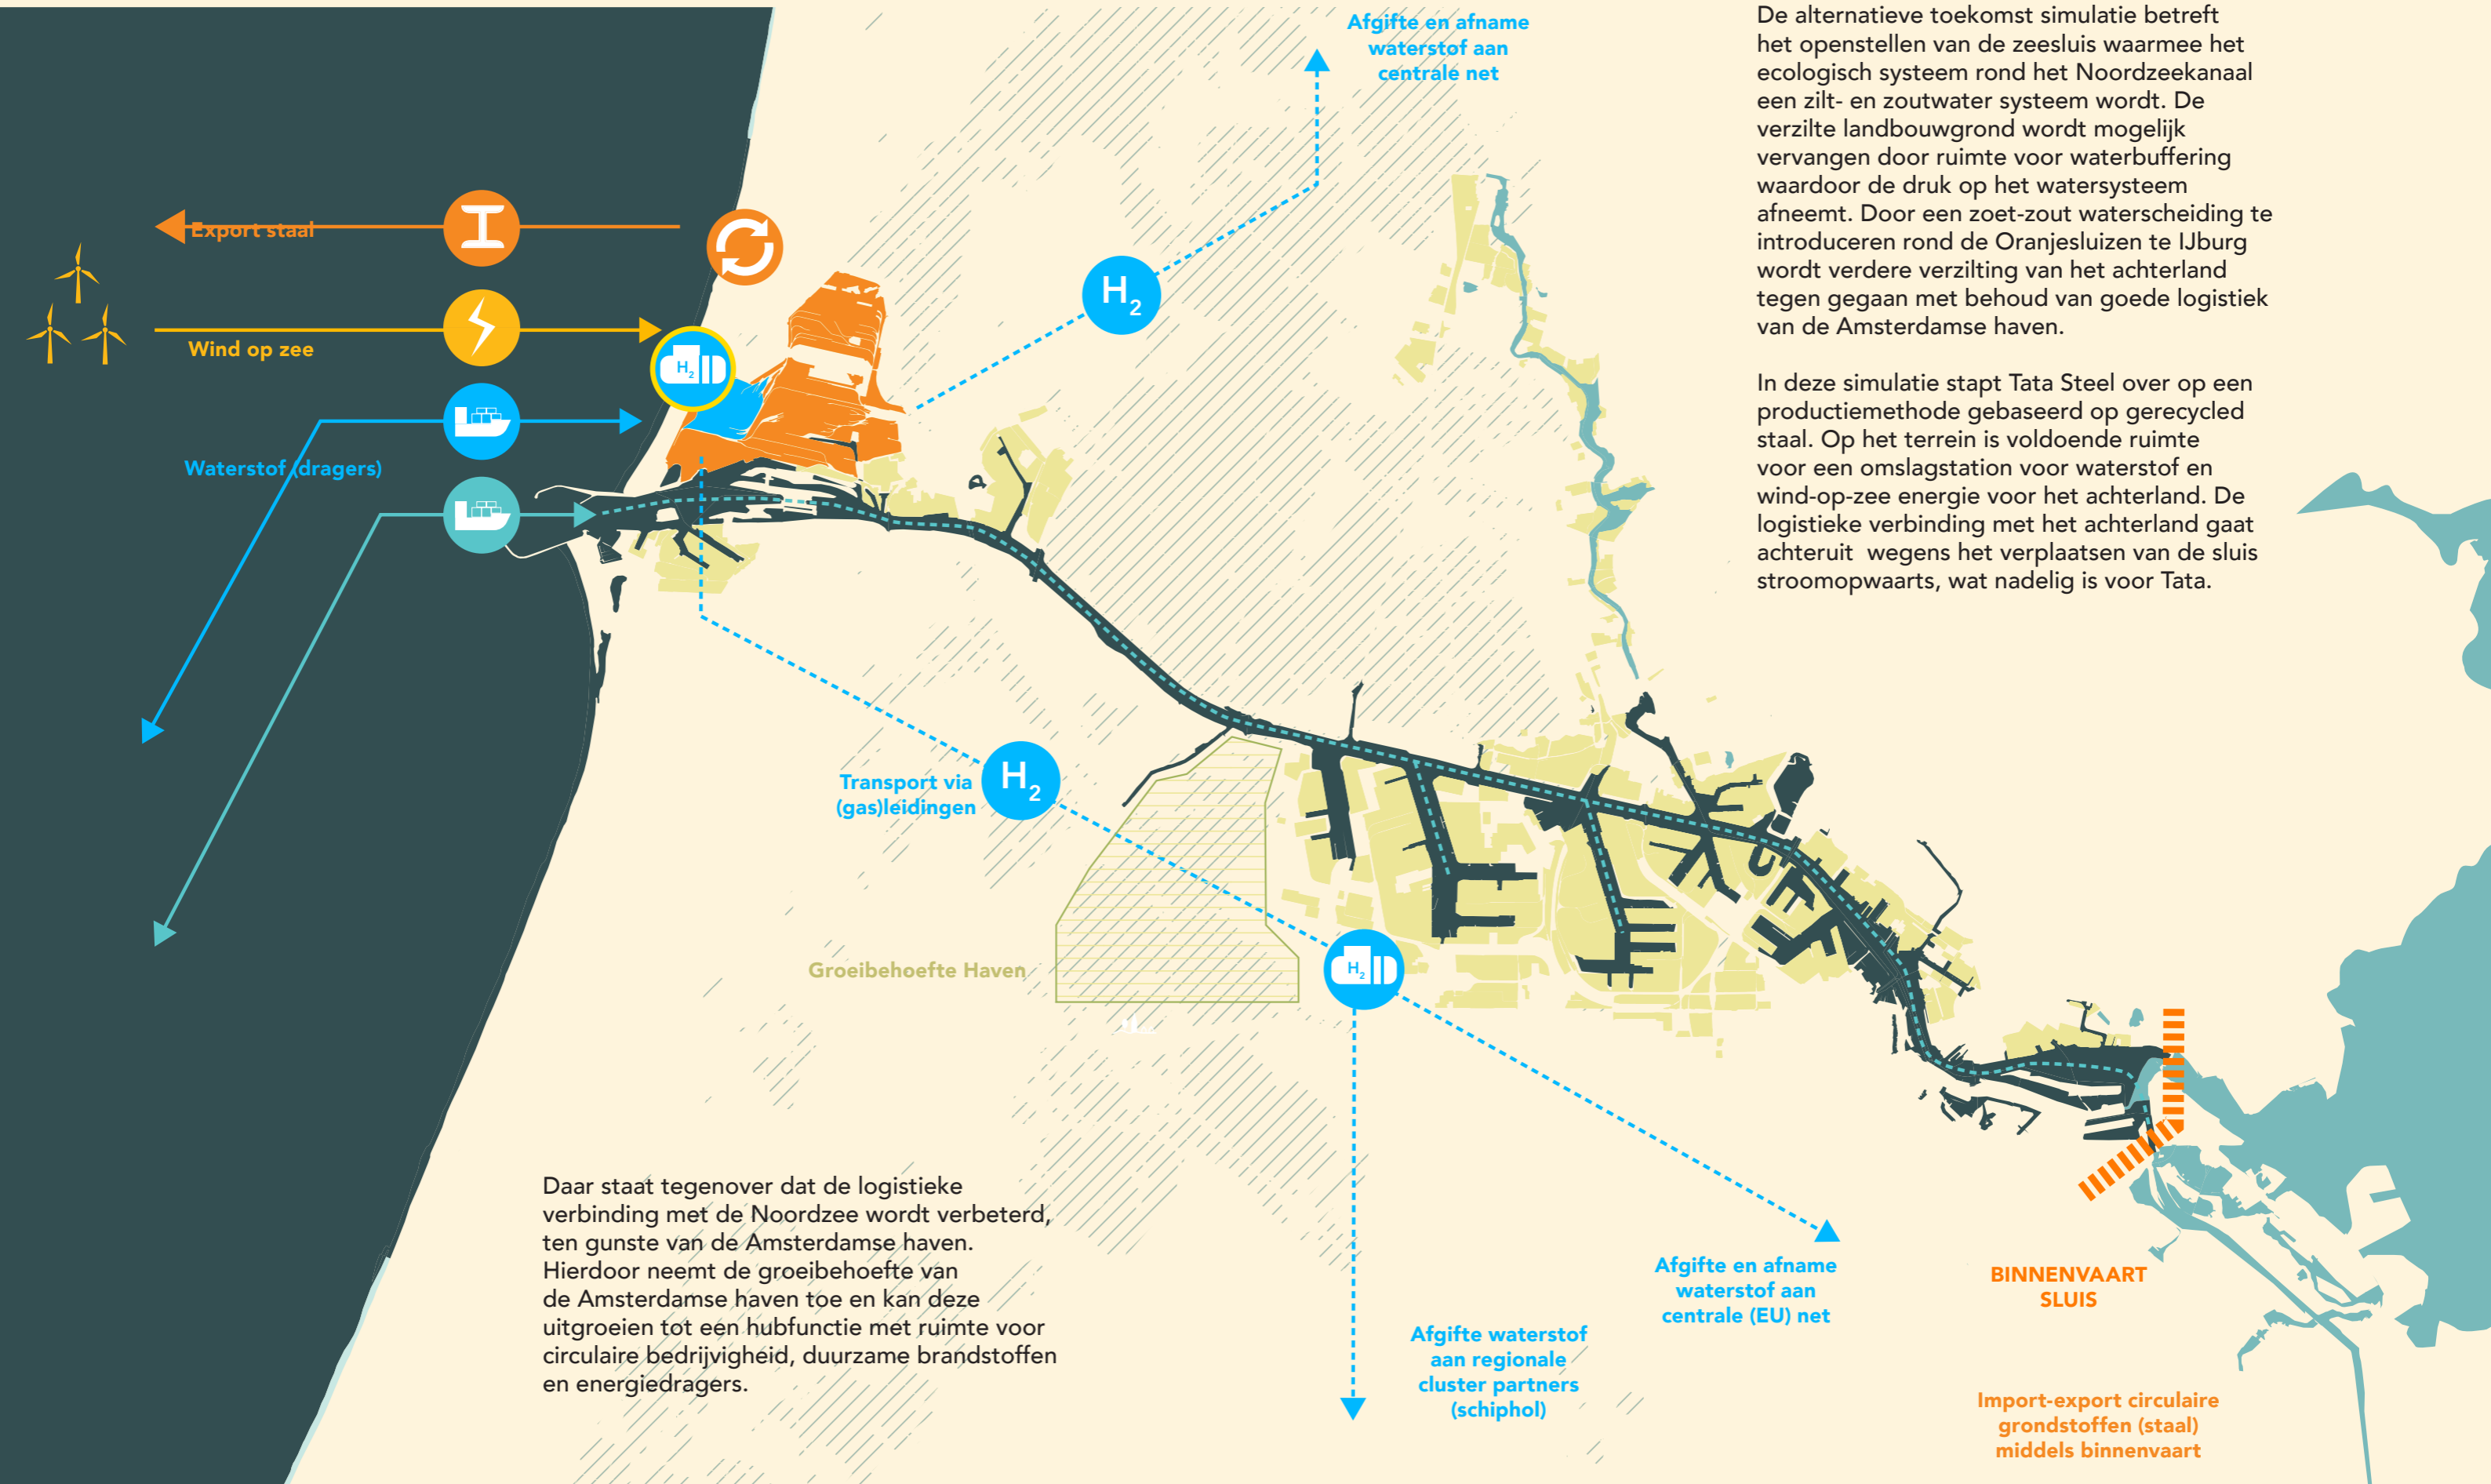 Afgifte en afname
waterstof aan
centrale net
De alternatieve toekomst simulatie betreft
het openstellen van de zeesluis waarmee het
ecologisch systeem rond het Noordzeekanaal
een zilt- en zoutwater systeem wordt. De
verzilte landbouwgrond wordt mogelijk
vervangen door ruimte voor waterbuffering
waardoor de druk op het watersysteem
afneemt. Door een zoet-zout waterscheiding te
introduceren rond de Oranjesluizen te IJburg
wordt verdere verzilting van het achterland
tegen gegaan met behoud van goede logistiek
van de Amsterdamse haven.
In deze simulatie stapt Tata Steel over op een
productiemethode gebaseerd op gerecycled
staal. Op het terrein is voldoende ruimte
voor een omslagstation voor waterstof en
wind-op-zee energie voor het achterland. De
logistieke verbinding met het achterland gaat
achteruit  wegens het verplaatsen van de sluis
stroomopwaarts, wat nadelig is voor Tata.
Export staal
Wind op zee
Waterstof (dragers)
H2
H2
Transport via
(gas)leidingen
H2
Groeibehoefte Haven
H2
Daar staat tegenover dat de logistieke
verbinding met de Noordzee wordt verbeterd,
ten gunste van de Amsterdamse haven.
Hierdoor neemt de groeibehoefte van
de Amsterdamse haven toe en kan deze
uitgroeien tot een hubfunctie met ruimte voor
circulaire bedrijvigheid, duurzame brandstoffen
en energiedragers.
Afgifte waterstof
aan regionale
cluster partners
(schiphol)
Afgifte en afname
waterstof aan
centrale (EU) net
BINNENVAART
SLUIS
Import-export circulaire
grondstoffen (staal)
middels binnenvaart